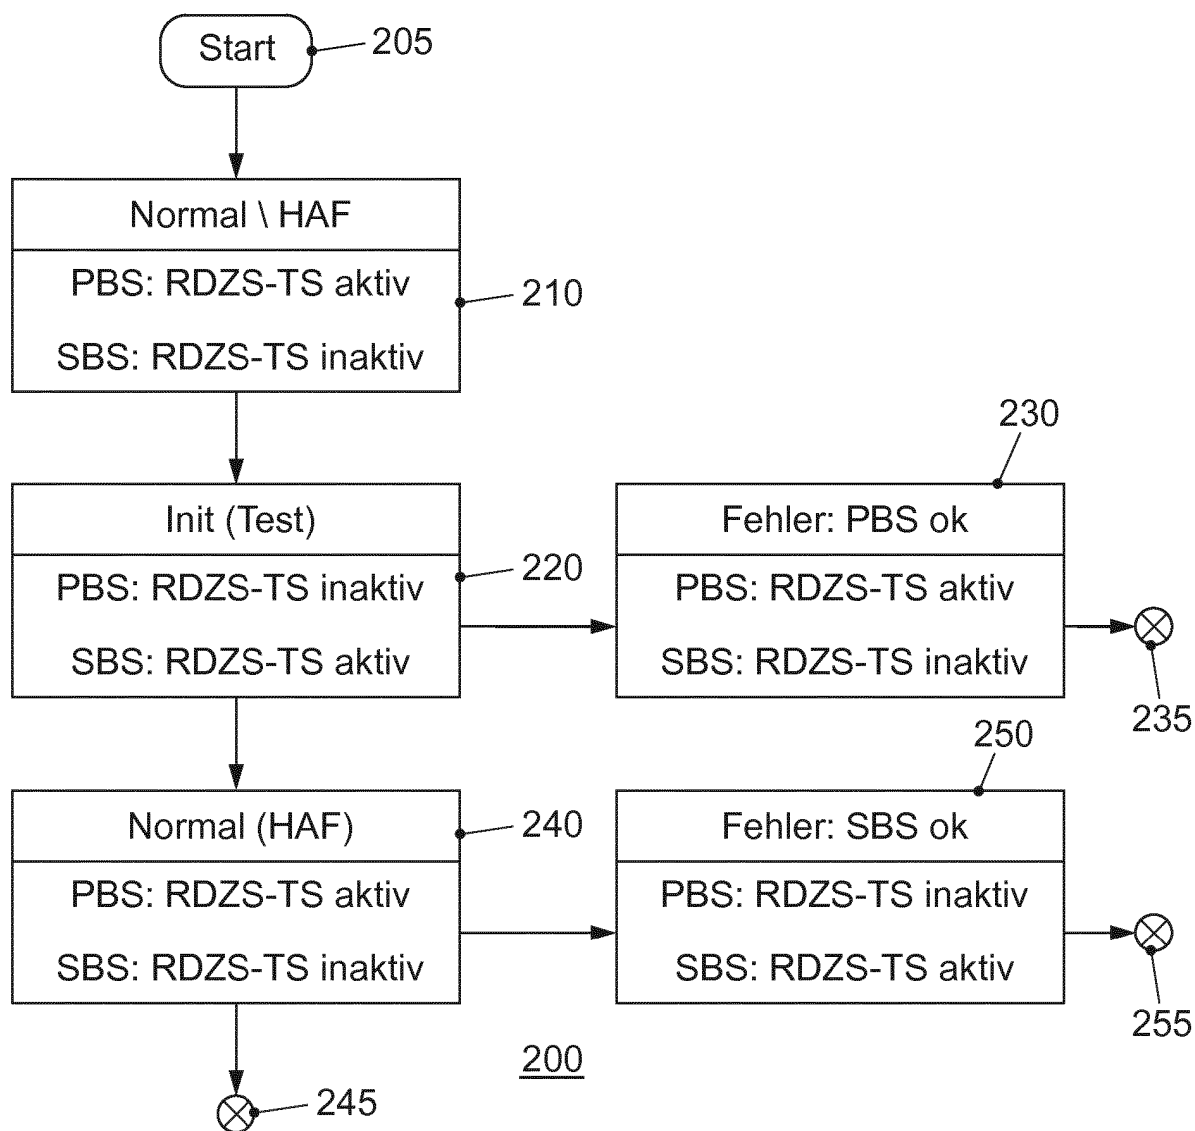 Start
205
Normal \ HAF
PBS: RDZS-TS aktiv
SBS: RDZS-TS inaktiv
210
Init (Test)
PBS: RDZS-TS inaktiv
SBS: RDZS-TS aktiv
220
230
Fehler: PBS ok
PBS: RDZS-TS aktiv
SBS: RDZS-TS inaktiv
235
Normal (HAF)
PBS: RDZS-TS aktiv
SBS: RDZS-TS inaktiv
240
250
Fehler: SBS ok
PBS: RDZS-TS inaktiv
SBS: RDZS-TS aktiv
255
200
245